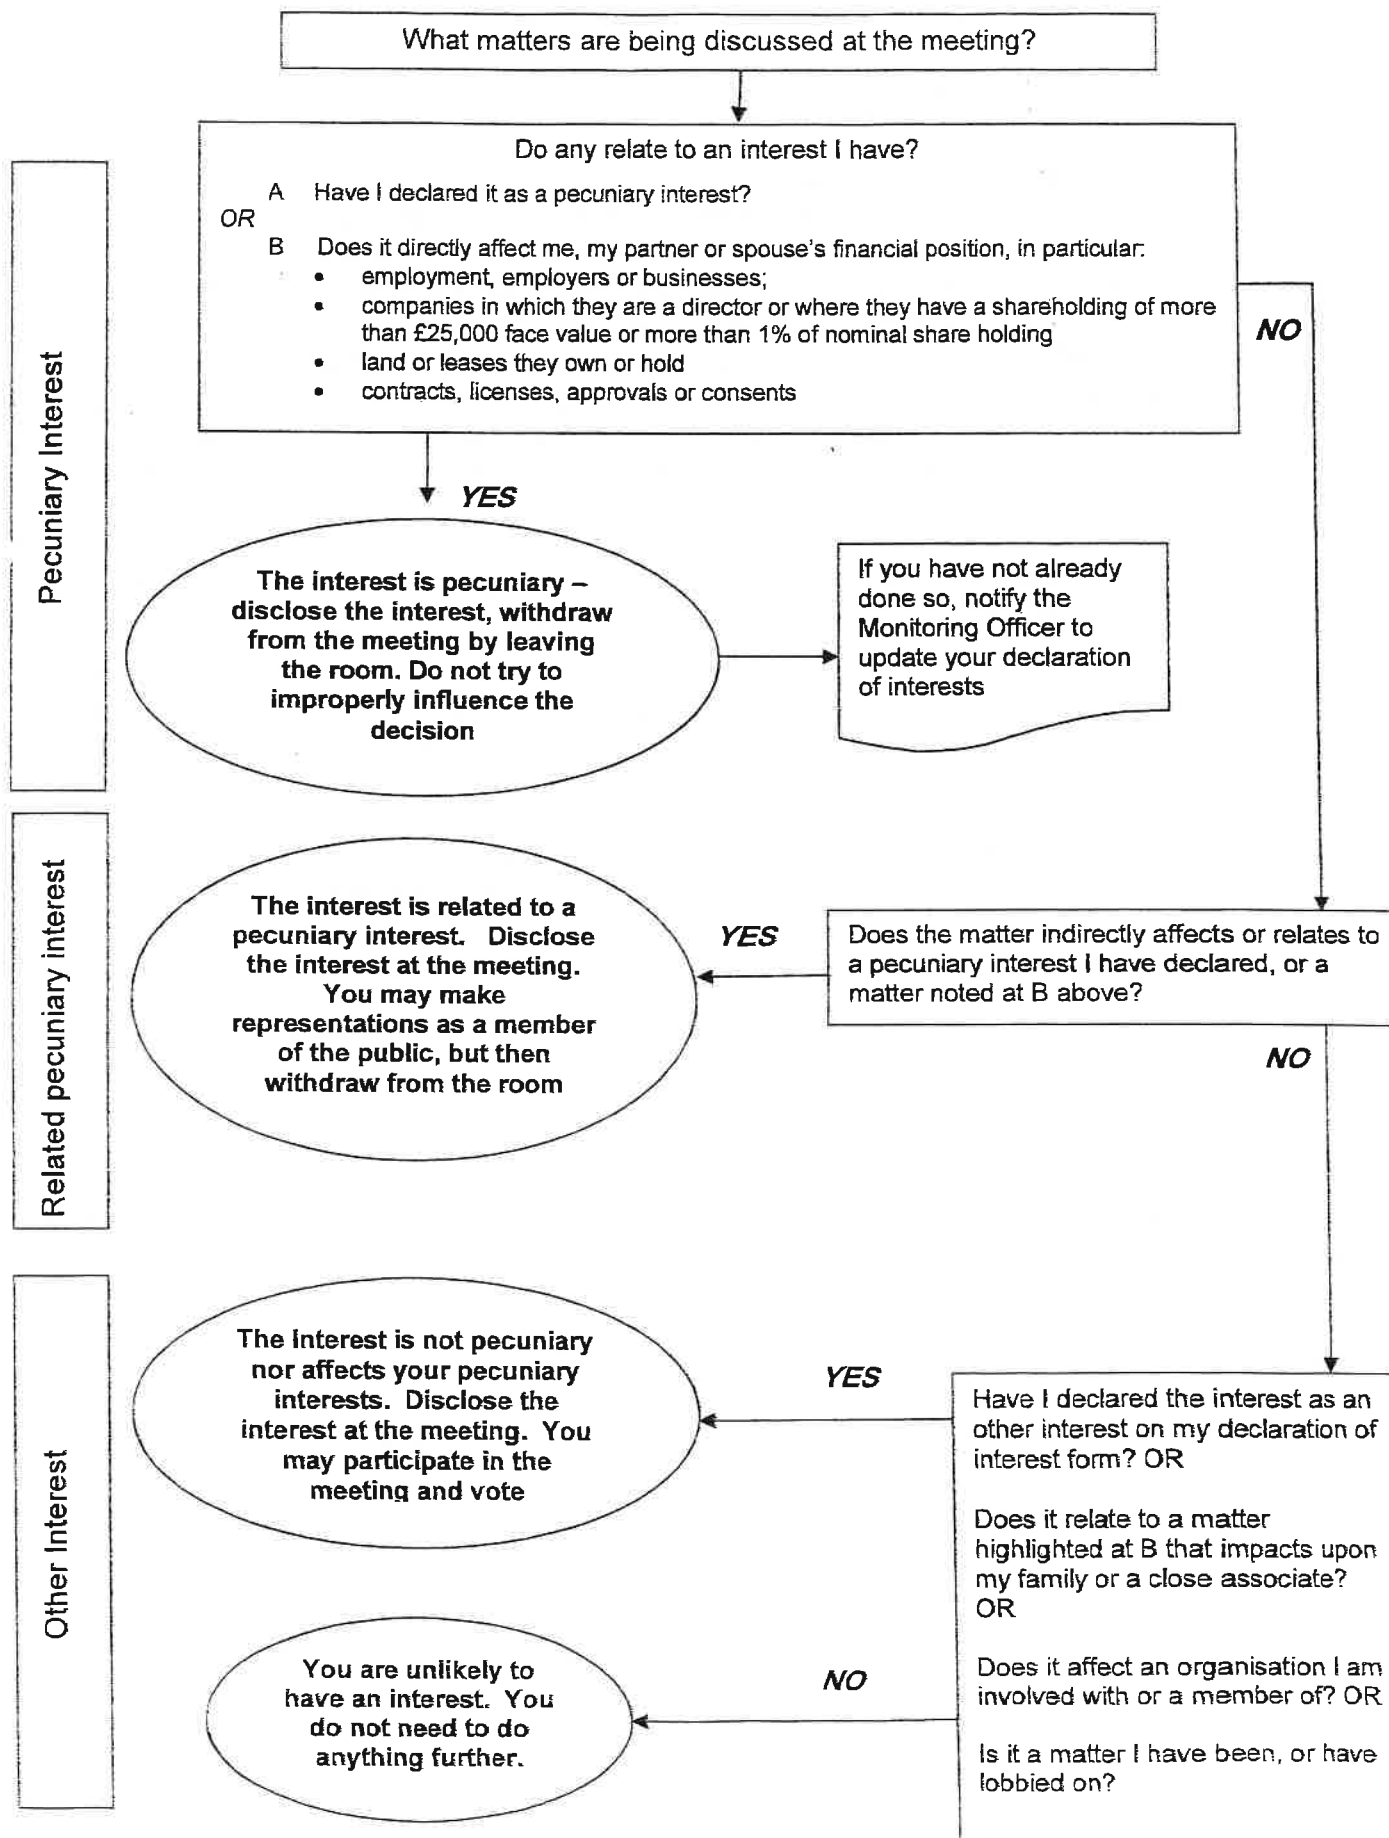 What matters are being discussed at the meeting?
Do any relate to an interest I have?
A Have I declared it as a pecuniary interest?
OR
B Does it directly affect me, my partner or spouse's financial position, in particular:
• employment, employers or businesses;
• companies in which they are a director or where they have a shareholding of more
than £25,000 face value or more than 1% of nominal share holding
• land or leases they own or hold
• contracts, licenses, approvals or consents
NO
Pecuniary Interest
YES
The interest is pecuniary –
disclose the interest, withdraw
from the meeting by leaving
the room. Do not try to
improperly influence the
decision
If you have not already
done so, notify the
Monitoring Officer to
update your declaration
of interests
Related pecuniary interest
The interest is related to a
pecuniary interest. Disclose
the interest at the meeting.
You may make
representations as a member
of the public, but then
withdraw from the room
YES
Does the matter indirectly affects or relates to
a pecuniary interest I have declared, or a
matter noted at B above?
NO
Other Interest
The Interest is not pecuniary
nor affects your pecuniary
interests. Disclose the
interest at the meeting. You
may participate in the
meeting and vote
YES
Have I declared the interest as an
other interest on my declaration of
interest form? OR
Does it relate to a matter
highlighted at B that impacts upon
my family or a close associate?
OR
Does it affect an organisation I am
involved with or a member of? OR
Is it a matter I have been, or have
lobbied on?
NO
You are unlikely to
have an interest. You
do not need to do
anything further.